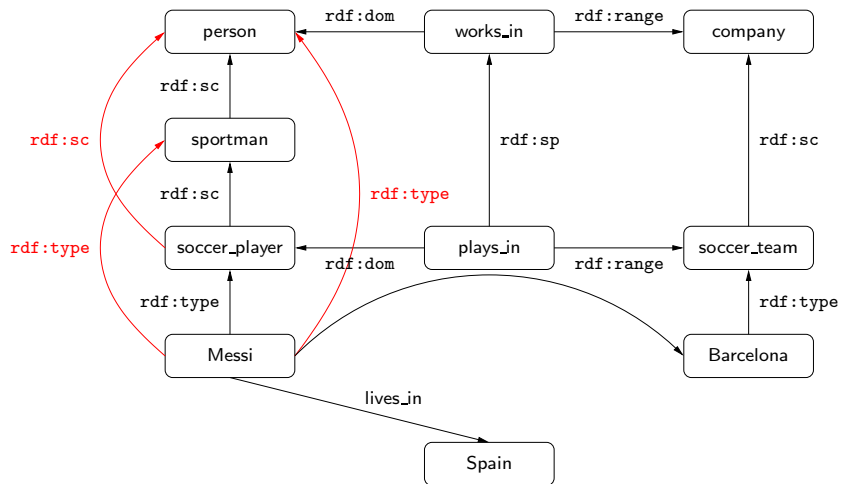 rdf:dom
rdf:range
person
works_in
company
rdf:sc
rdf:sc
sportman
rdf:sp
rdf:sc
rdf:sc
rdf:type
rdf:type
soccer_player
plays_in
soccer_team
rdf:dom
rdf:range
rdf:type
rdf:type
Messi
Barcelona
lives_in
Spain